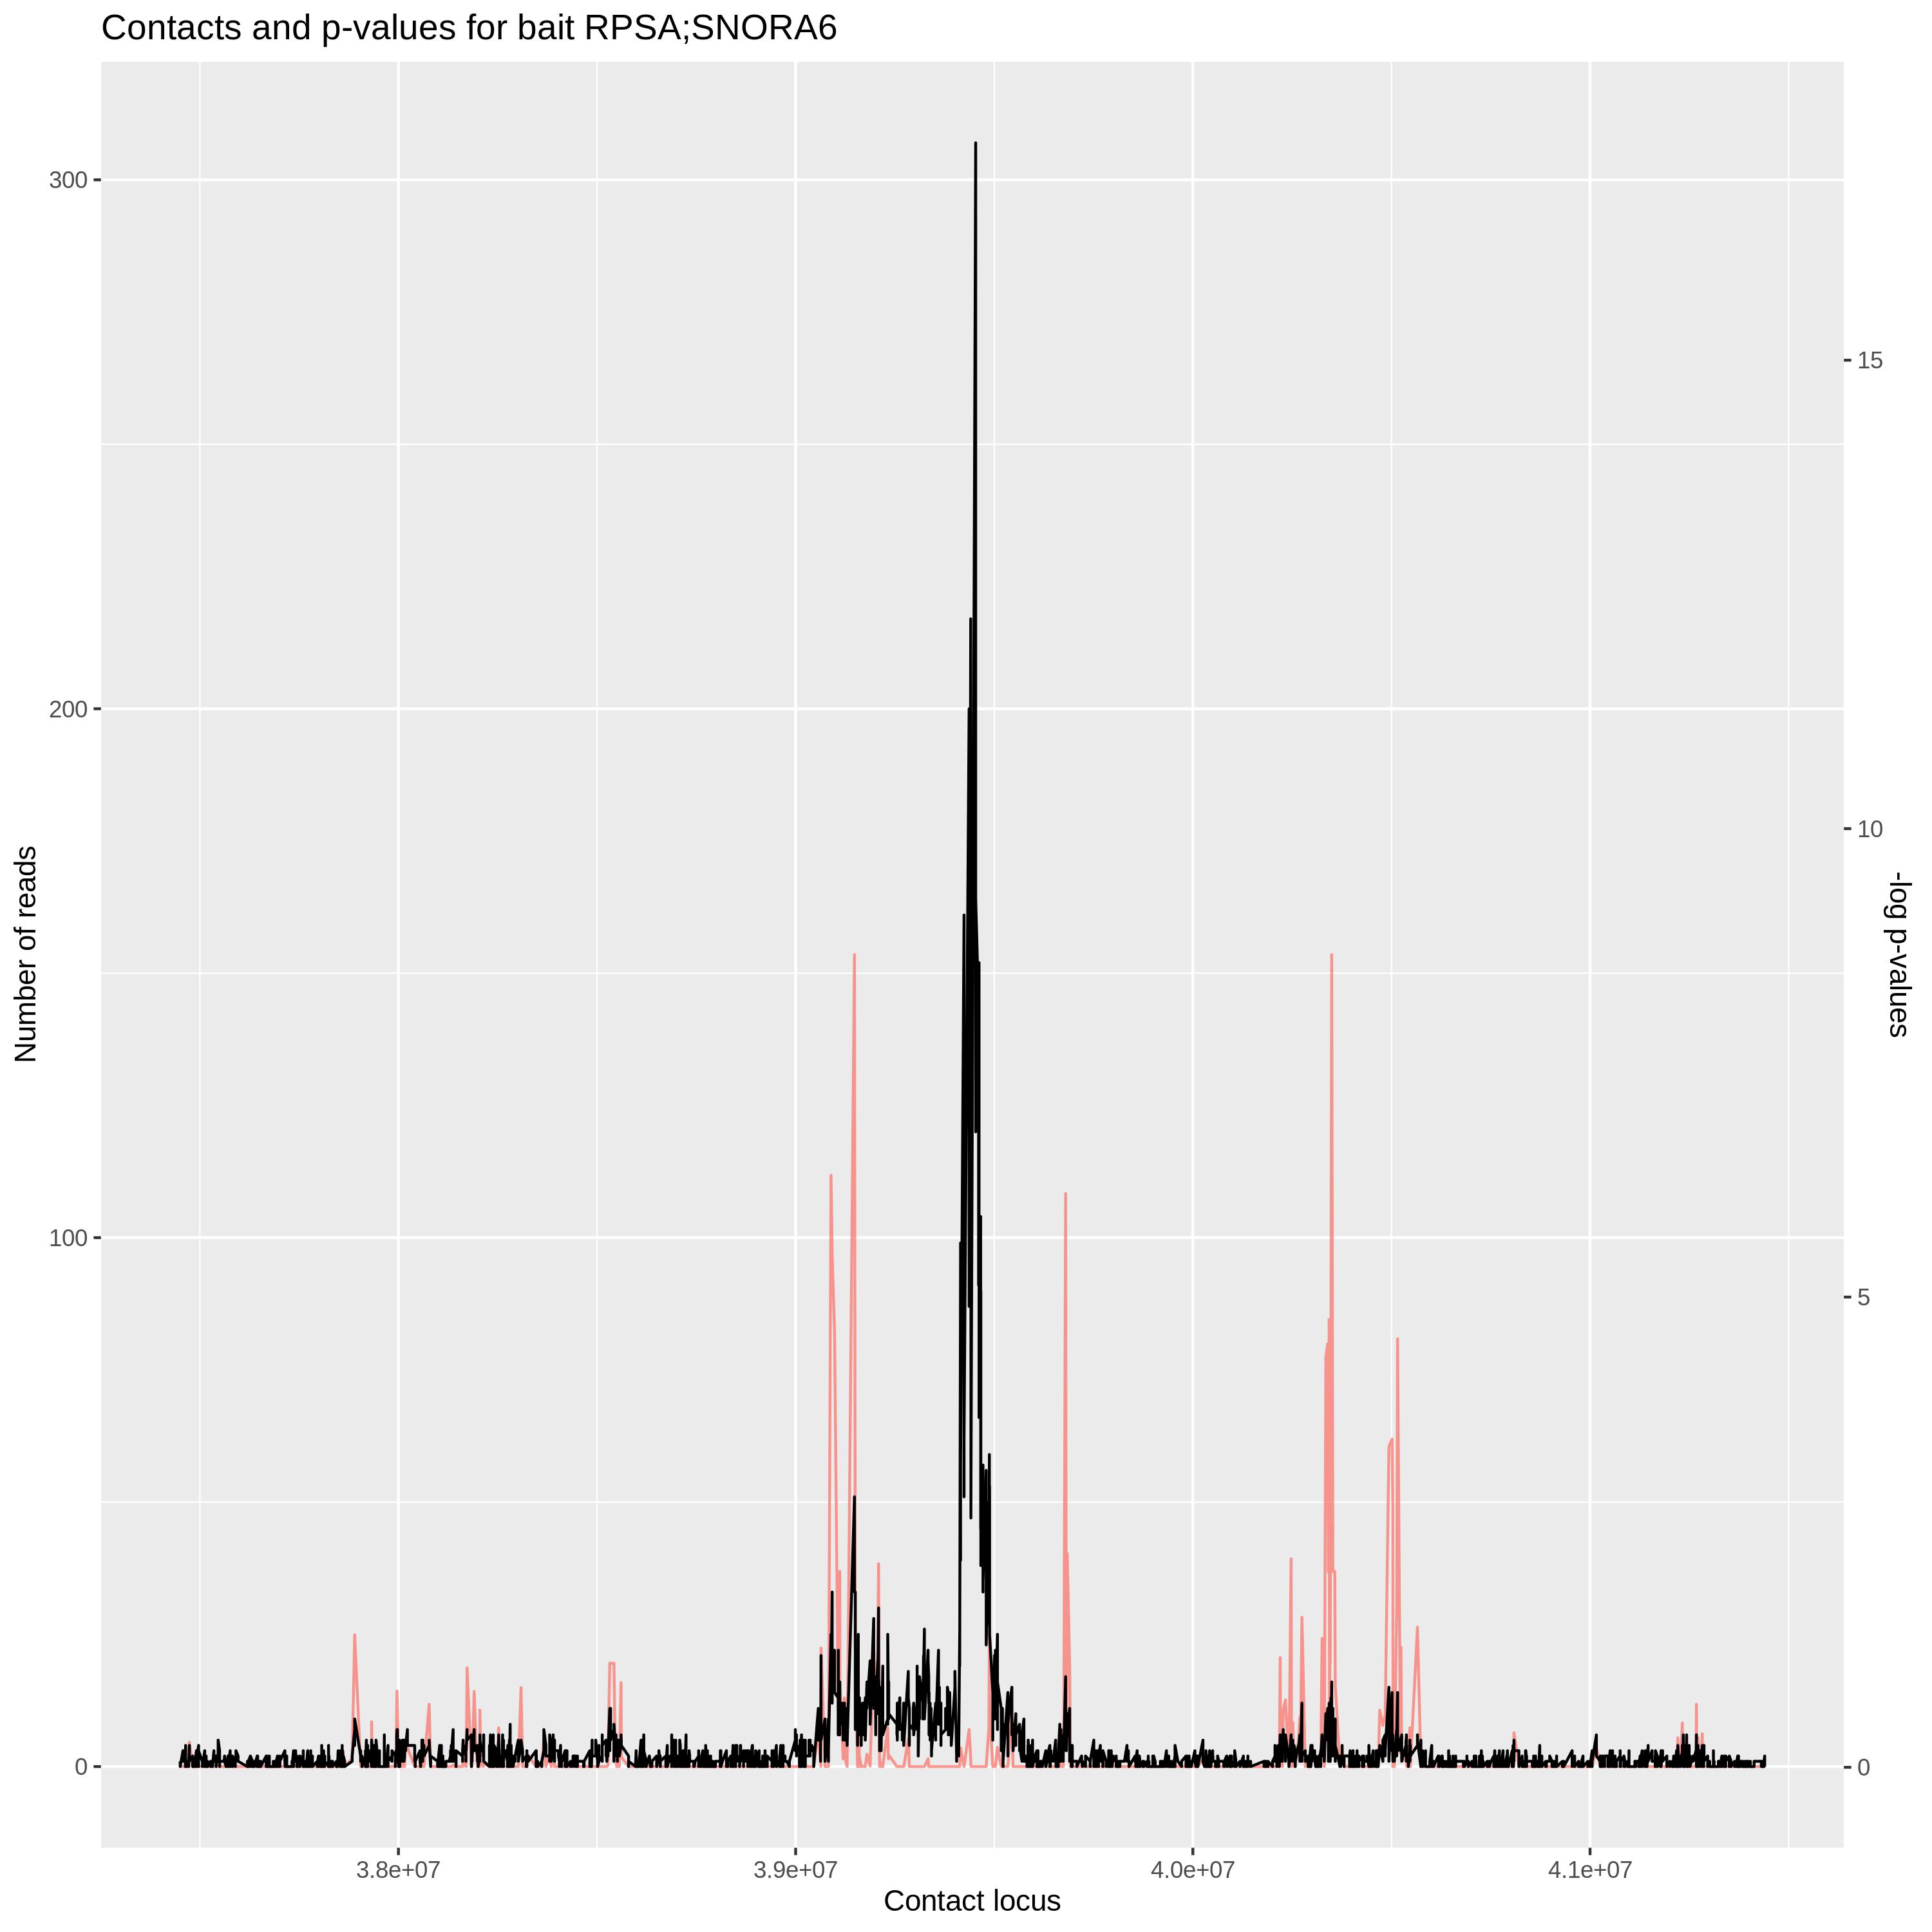 Contacts and p-values for bait RPSA;SNORA6
300
200
100
0
Number of reads
15
10
5
0
-log p-values
3.8e+07
3.9e+07
4.0e+07
4.1e+07
Contact locus